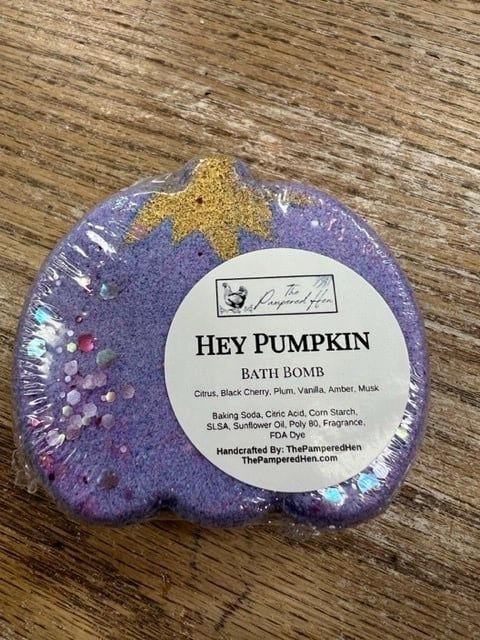 The
Pampered Hen
HEY PUMPKIN
BATH BOMB
Citrus, Black Cherry, Plum, Vanilla, Amber, Musk
Baking Soda, Citric Acid, Corn Starch,
SLSA, Sunflower Oil, Poly 80, Fragrance,
FDA Dye
Handcrafted By: ThePamperedHen
ThePamperedHen.com